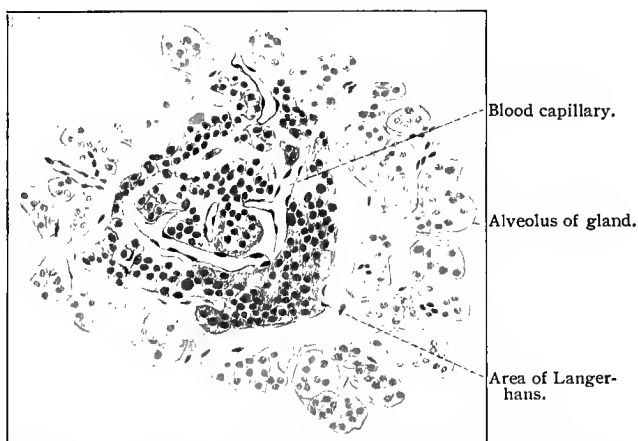 Blood capillary.
Alveolus of gland.
Area of Langer-
hans.